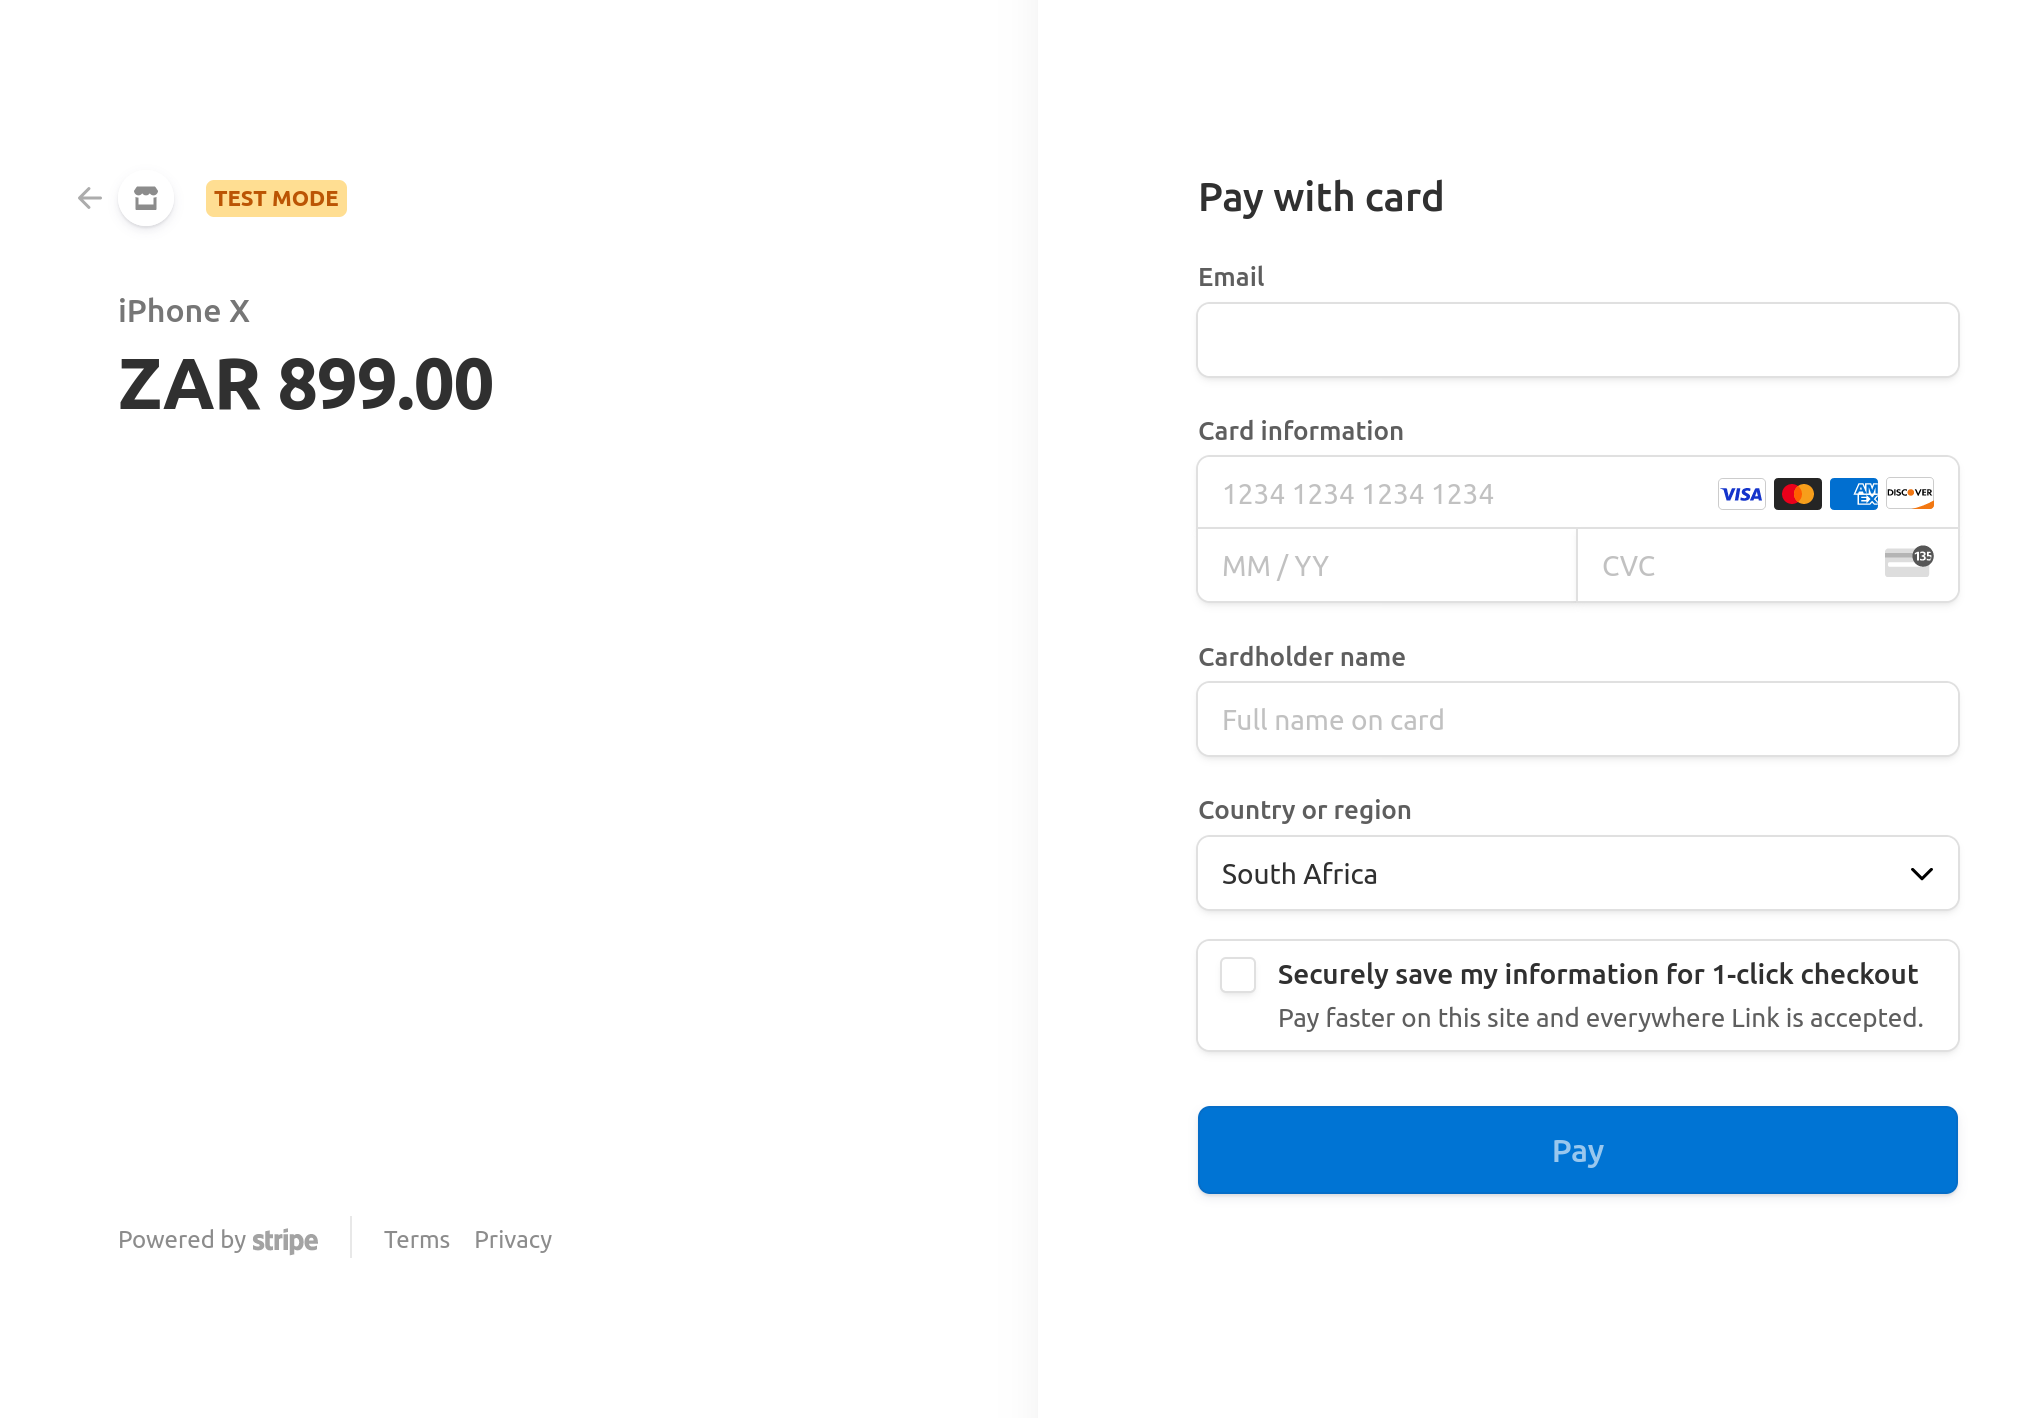 TEST MODE
iPhone X
ZAR 899.00
Powered by stripe
Terms
Privacy
Pay with card
Email
Card information
1234 1234 1234 1234
VISA
AM
EX
DISCOVER
MM / YY
CVC
135
Cardholder name
Full name on card
Country or region
South Africa
Securely save my information for 1-click checkout
Pay faster on this site and everywhere Link is accepted.
Pay